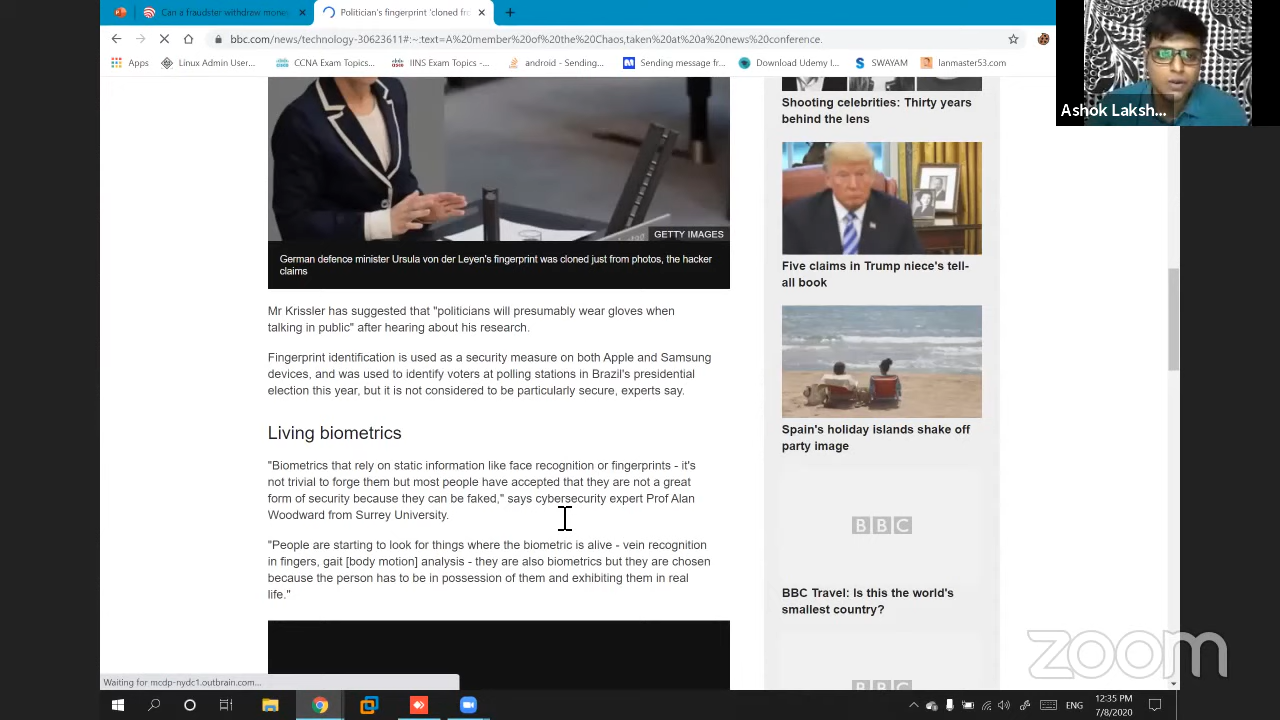 Can a fraudster withdraw mone
Politician's fingerprint 'cloned fro
bbc.com/news/technology-30623611#:~:text=A%20member%20of%20the%20Chaos,taken%20at%20a%20news%20conference.
Apps
Linux Admin User...
CCNA Exam Topics...
IINS Exam Topics -...
android - Sending...
Sending message fr...
Download Udemy I...
SWAYAM
lanmaster53.com
Ashok Laksh...
GETTY IMAGES
German defence minister Ursula von der Leyen's fingerprint was cloned just from photos, the hacker
claims
Mr Krissler has suggested that "politicians will presumably wear gloves when
talking in public" after hearing about his research.
Fingerprint identification is used as a security measure on both Apple and Samsung
devices, and was used to identify voters at polling stations in Brazil's presidential
election this year, but it is not considered to be particularly secure, experts say.
Living biometrics
"Biometrics that rely on static information like face recognition or fingerprints - it's
not trivial to forge them but most people have accepted that they are not a great
form of security because they can be faked," says cybersecurity expert Prof Alan
Woodward from Surrey University.
"People are starting to look for things where the biometric is alive - vein recognition
in fingers, gait [body motion] analysis - they are also biometrics but they are chosen
because the person has to be in possession of them and exhibiting them in real
life."
Shooting celebrities: Thirty years
behind the lens
Five claims in Trump niece's tell-
all book
Spain's holiday islands shake off
party image
BBC
BBC Travel: Is this the world's
smallest country?
BBC
zoom
Waiting for mcdp-nydc1.outbrain.com...
ENG
12:35 PM
7/8/2020